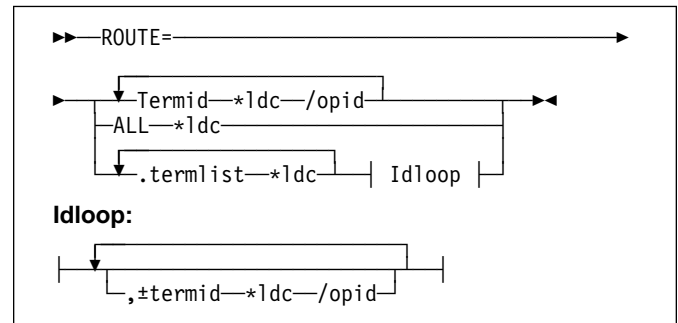 ROUTE=
Termid *ldc /opid
ALL *ldc
.termlist *ldc Idloop
Idloop:
,±termid *ldc /opid